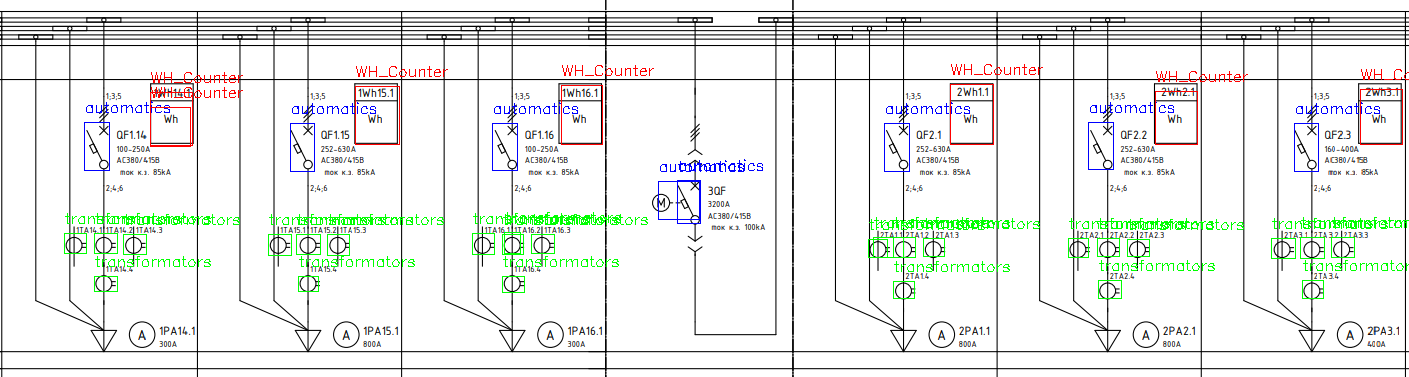 WH_Counter
WH_Counter
1;3;5
automatics
Wh
QF1.14
100-250A
AC380/415B
ток к.з. 85kA
2;4;6
transformators
1TA14.1
1TA14.2
1TA14.3
transformators
1TA14.4
A
1PA14.1
300A
WH_Counter
1Wh15.1
1;3;5
automatics
Wh
QF1.15
252-630A
AC380/415B
ток к.з. 85kA
2;4;6
transformators
1TA15.1
1TA15.2
1TA15.3
transformators
1TA15.4
A
1PA15.1
800A
WH_Counter
1Wh16.1
1;3;5
automatics
Wh
QF1.16
100-250A
AC380/415B
ток к.з. 85kA
2;4;6
transformators
1TA16.1
1TA16.2
1TA16.3
transformators
1TA16.4
A
1PA16.1
300A
automatics
automatics
M
3QF
3200A
AC380/415B
ток к.з. 100kA
WH_Counter
2Wh1.1
1;3;5
automatics
Wh
QF2.1
252-630A
AC380/415B
ток к.з. 85kA
2;4;6
transformators
2TA1.1
2TA1.2
2TA1.3
transformators
2TA1.4
A
2PA1.1
800A
WH_Counter
2Wh2.1
1;3;5
automatics
Wh
QF2.2
252-630A
AC380/415B
ток к.з. 85kA
2;4;6
transformators
2TA2.1
2TA2.2
2TA2.3
transformators
2TA2.4
A
2PA2.1
800A
WH_Co
2Wh3.1
1;3;5
automatics
Wh
QF2.3
160-400A
AC380/415B
ток к.з. 85kA
2;4;6
transformators
2TA3.1
2TA3.2
2TA3.3
transformators
2TA3.4
A
2PA3.1
400A